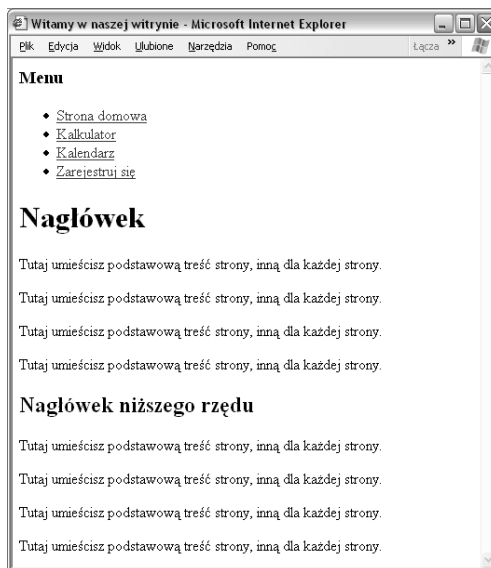 Witamy w naszej witrynie - Microsoft Internet Explorer
Plik Edycja Widok Ulubione Narzędzia Pomoc Łącza »
Menu
Strona domowa
Kalkulator
Kalendarz
Zarejestruj się
Nagłówek
Tutaj umieścisz podstawową treść strony, inną dla każdej strony.
Tutaj umieścisz podstawową treść strony, inną dla każdej strony.
Tutaj umieścisz podstawową treść strony, inną dla każdej strony.
Tutaj umieścisz podstawową treść strony, inną dla każdej strony.
Nagłówek niższego rzędu
Tutaj umieścisz podstawową treść strony, inną dla każdej strony.
Tutaj umieścisz podstawową treść strony, inną dla każdej strony.
Tutaj umieścisz podstawową treść strony, inną dla każdej strony.
Tutaj umieścisz podstawową treść strony, inną dla każdej strony.